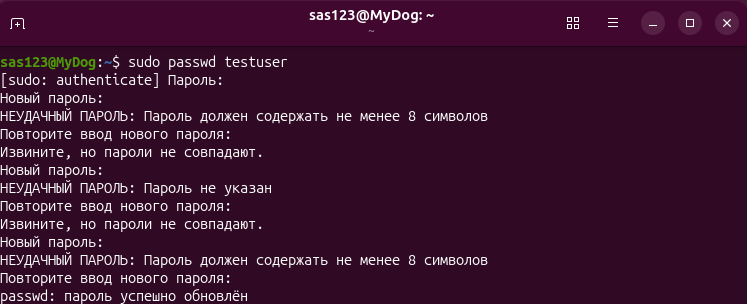 sas123@MyDog: ~
~
sas123@MyDog:~$ sudo passwd testuser
[sudo: authenticate] Пароль:
Новый пароль:
НЕУДАЧНЫЙ ПАРОЛЬ: Пароль должен содержать не менее 8 символов
Повторите ввод нового пароля:
Извините, но пароли не совпадают.
Новый пароль:
НЕУДАЧНЫЙ ПАРОЛЬ: Пароль не указан
Повторите ввод нового пароля:
Извините, но пароли не совпадают.
Новый пароль:
НЕУДАЧНЫЙ ПАРОЛЬ: Пароль должен содержать не менее 8 символов
Повторите ввод нового пароля:
passwd: пароль успешно обновлён